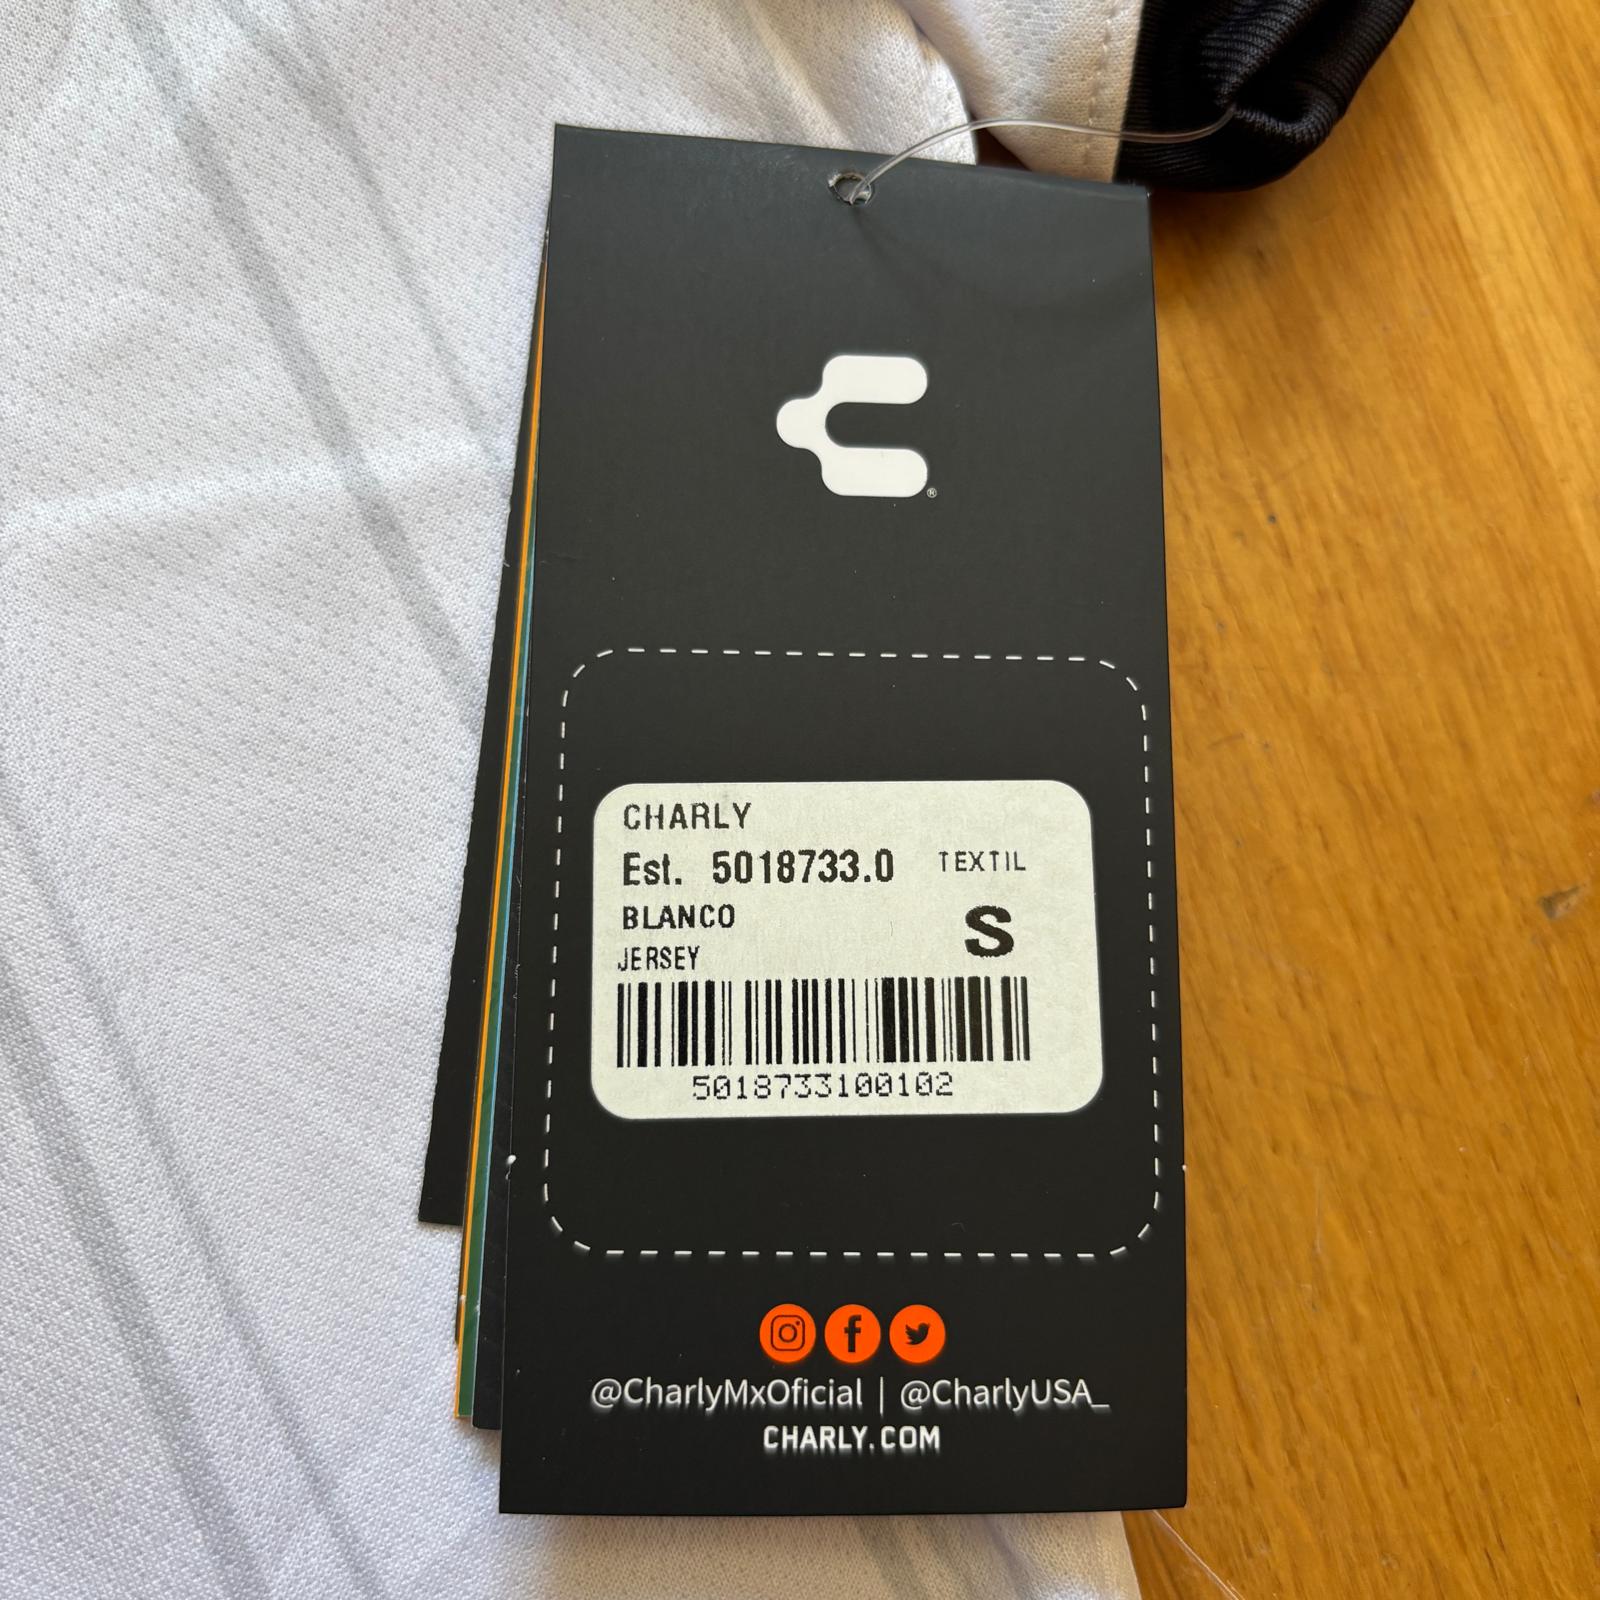 ®
CHARLY
Est. 5018733.0 TEXTIL
BLANCO S
JERSEY
5018733100102
@CharlyMxOficial | @CharlyUSA_
CHARLY.COM